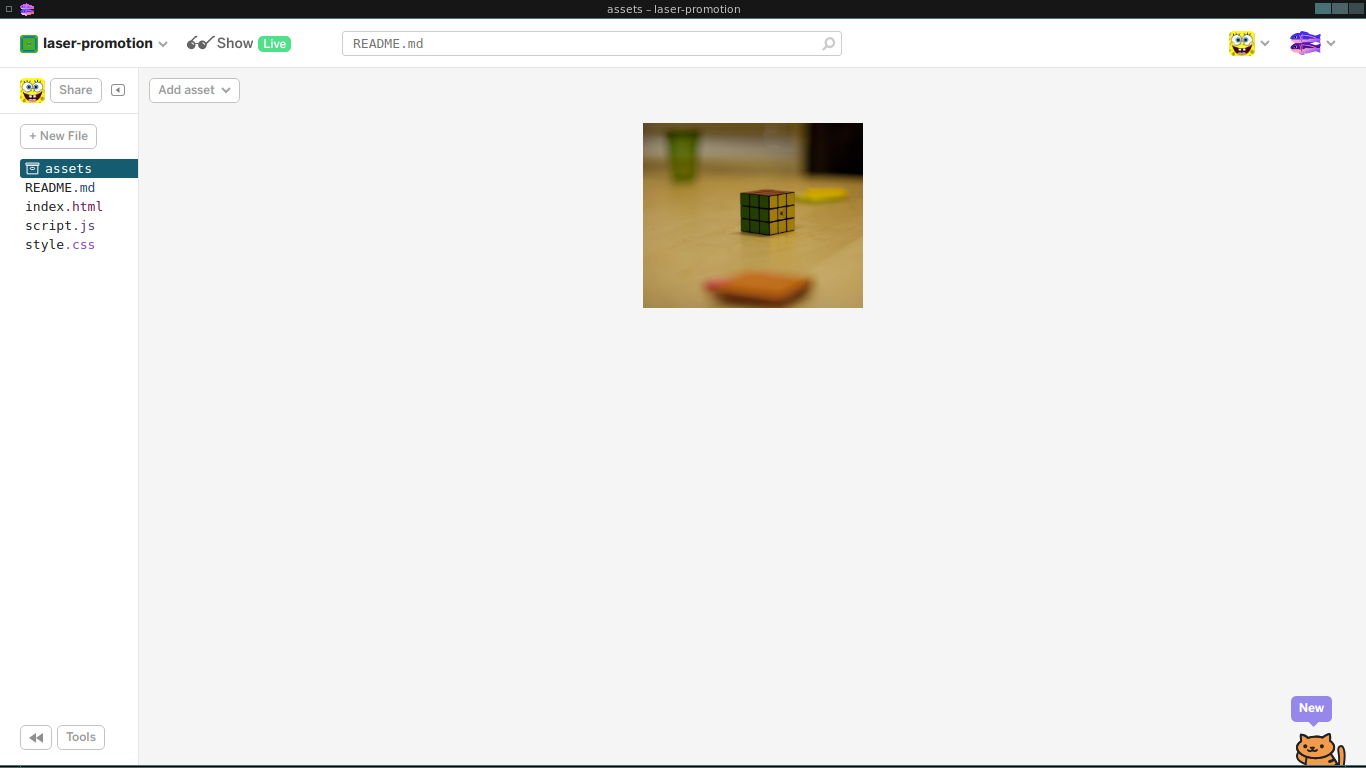 assets – laser-promotion
laser-promotion
Show
Live
README.md
Share
Add asset
+ New File
assets
README.md
index.html
script.js
style.css
Tools
New